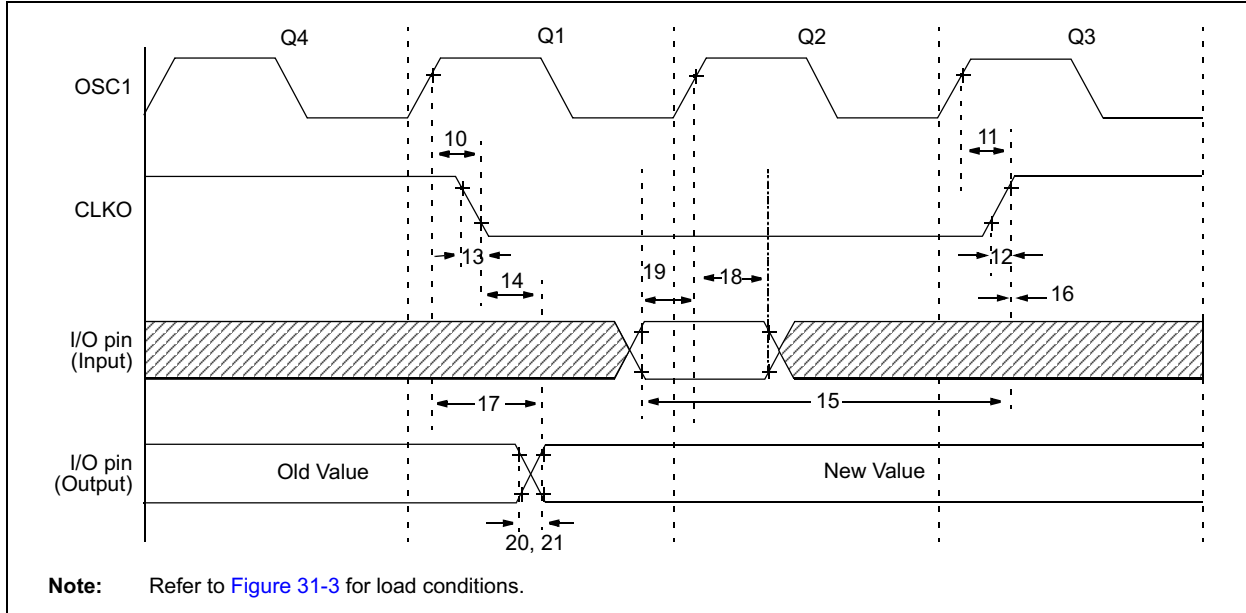 Q4 Q1 Q2 Q3
OSC1
10 11
CLKO
13 12
19 18
14
16
I/O pin
(Input)
17 15
I/O pin
(Output)
Old Value New Value
20, 21
Note: Refer to Figure 31-3 for load conditions.